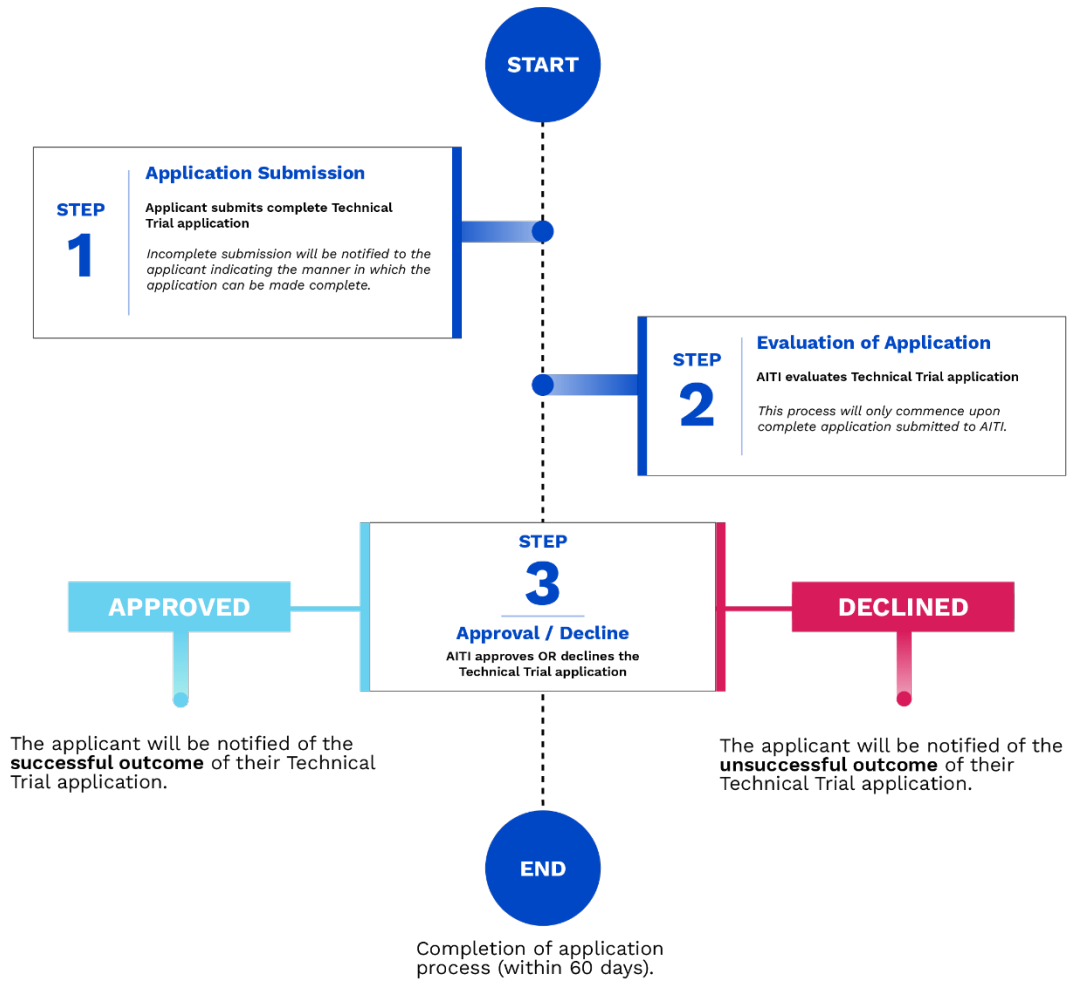 START
STEP
1
Application Submission
Applicant submits complete Technical
Trial application
Incomplete submission will be notified to the
applicant indicating the manner in which the
application can be made complete.
STEP
2
Evaluation of Application
AITI evaluates Technical Trial application
This process will only commence upon
complete application submitted to AITI.
STEP
3
Approval / Decline
AITI approves OR declines the
Technical Trial application
APPROVED
The applicant will be notified of the
successful outcome of their Technical
Trial application.
DECLINED
The applicant will be notified of the
unsuccessful outcome of their
Technical Trial application.
END
Completion of application
process (within 60 days).